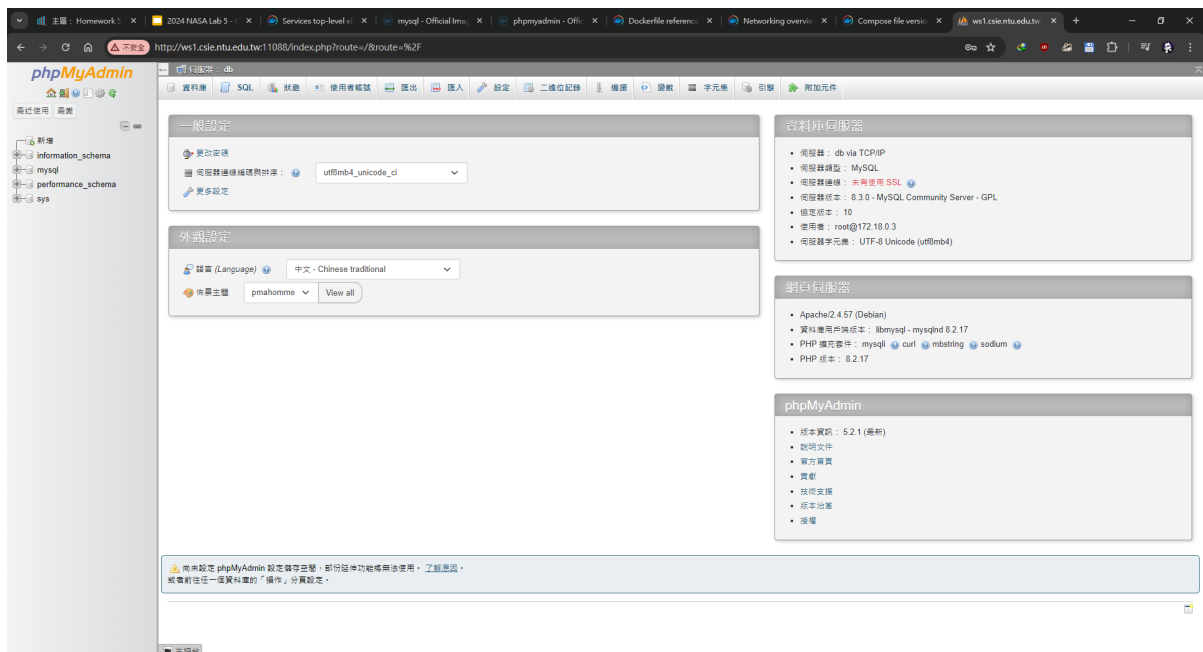 主題 : Homework 5
2024 NASA Lab 5 -
Services top-level el
mysql - Official Imag
phpmyadmin - Offic
Dockerfile reference
Networking overvie
Compose file versio
ws1.csie.ntu.edu.tw
不安全
http://ws1.csie.ntu.edu.tw:11088/index.php?route=/&route=%2F
phpMyAdmin
最近使用 最愛
新增
information_schema
mysql
performance_schema
sys
伺服器: db
資料庫 SQL 狀態 使用者帳號 匯出 匯入 設定 二進位記錄 備援 變數 字元集 引擎 附加元件
一般設定
更改密碼
伺服器連線編碼與排序: utf8mb4_unicode_ci
更多設定
外觀設定
語言 (Language) 中文 - Chinese traditional
佈景主題 pmahomme View all
資料庫伺服器
伺服器: db via TCP/IP
伺服器類型: MySQL
伺服器連線: 未有使用 SSL
伺服器版本: 8.3.0 - MySQL Community Server - GPL
協定版本: 10
使用者: root@172.18.0.3
伺服器字元集: UTF-8 Unicode (utf8mb4)
網頁伺服器
Apache/2.4.57 (Debian)
資料庫用戶端版本: libmysql - mysqlnd 8.2.17
PHP 擴充套件: mysqli curl mbstring sodium
PHP 版本: 8.2.17
phpMyAdmin
版本資訊: 5.2.1 (最新)
說明文件
官方首頁
貢獻
技術支援
版本沿革
授權
尚未設定 phpMyAdmin 設定儲存空間,部份延伸功能將無法使用。 了解原因。
或者前往任一個資料庫的「操作」分頁設定。